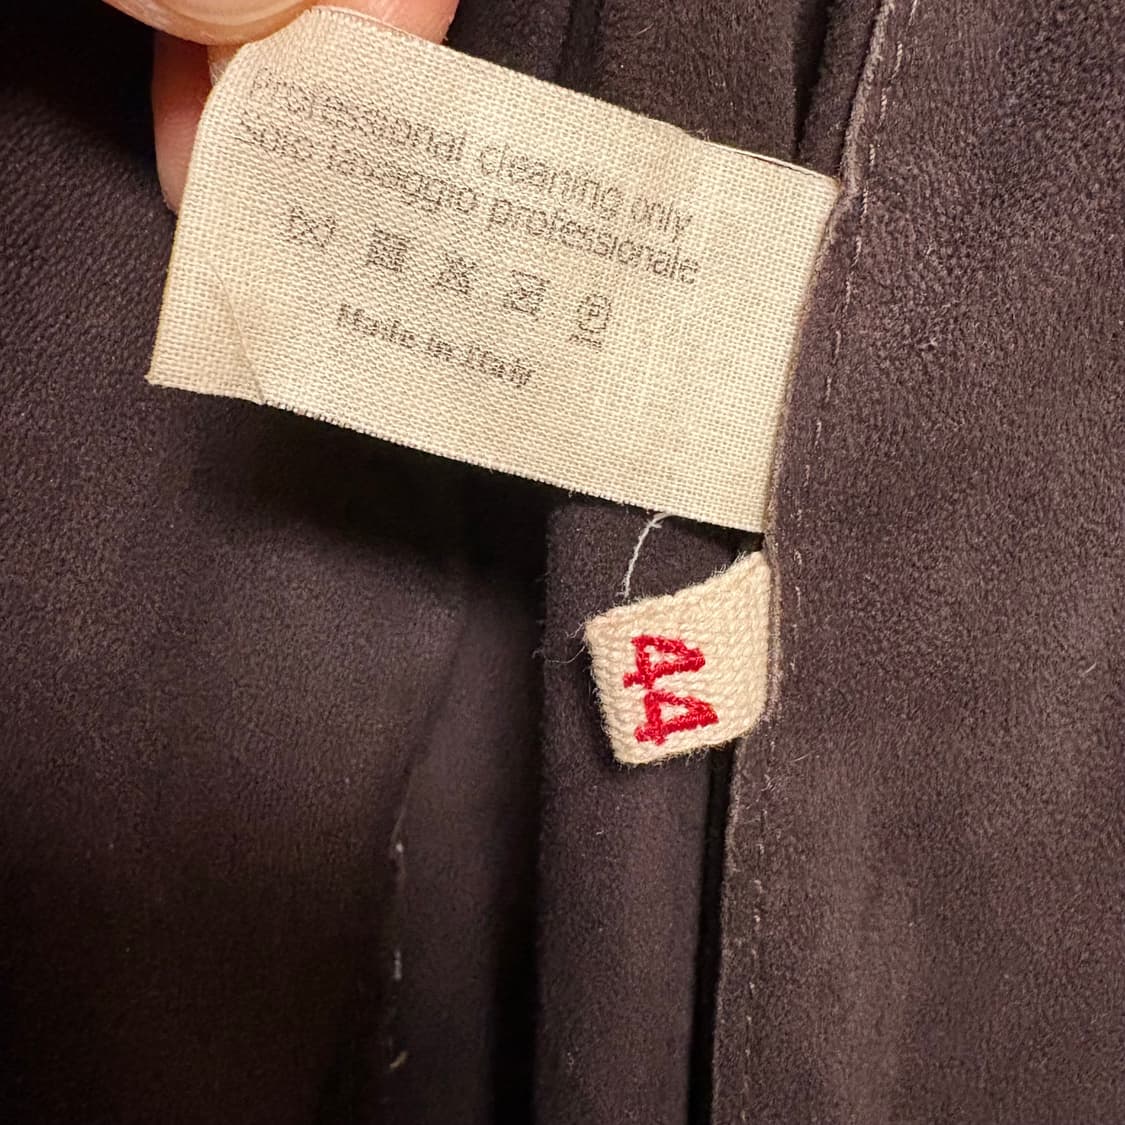 Professional cleaning only
Solo lavaggio professionale
P
Made in Italy
44